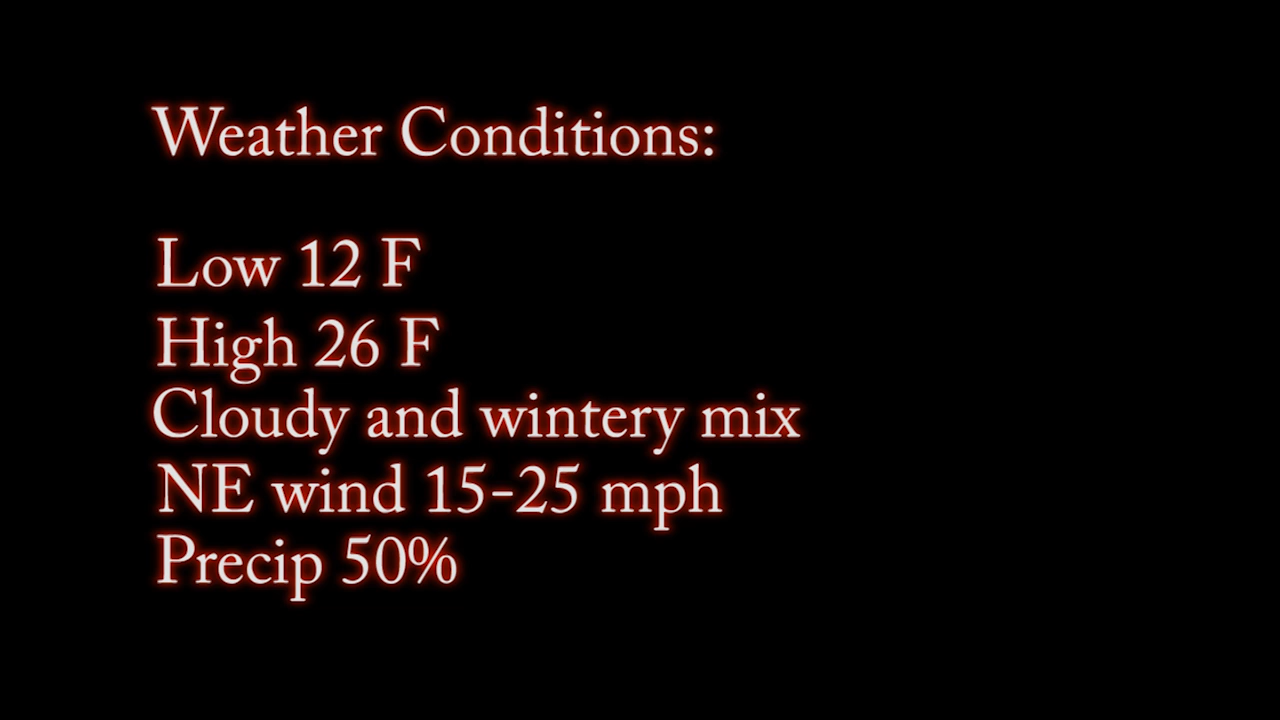 Weather Conditions:
Low 12 F
High 26 F
Cloudy and wintery mix
NE wind 15-25 mph
Precip 50%